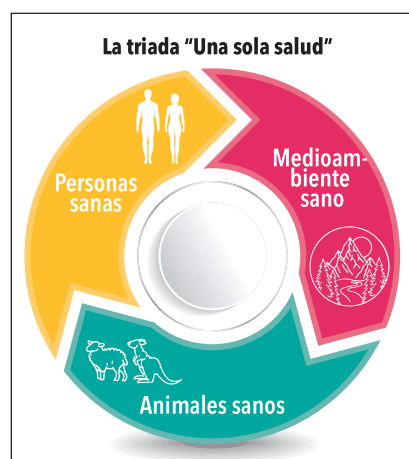 La triada “Una sola salud”
Personas
sanas
Medioam-
biente
sano
Animales sanos